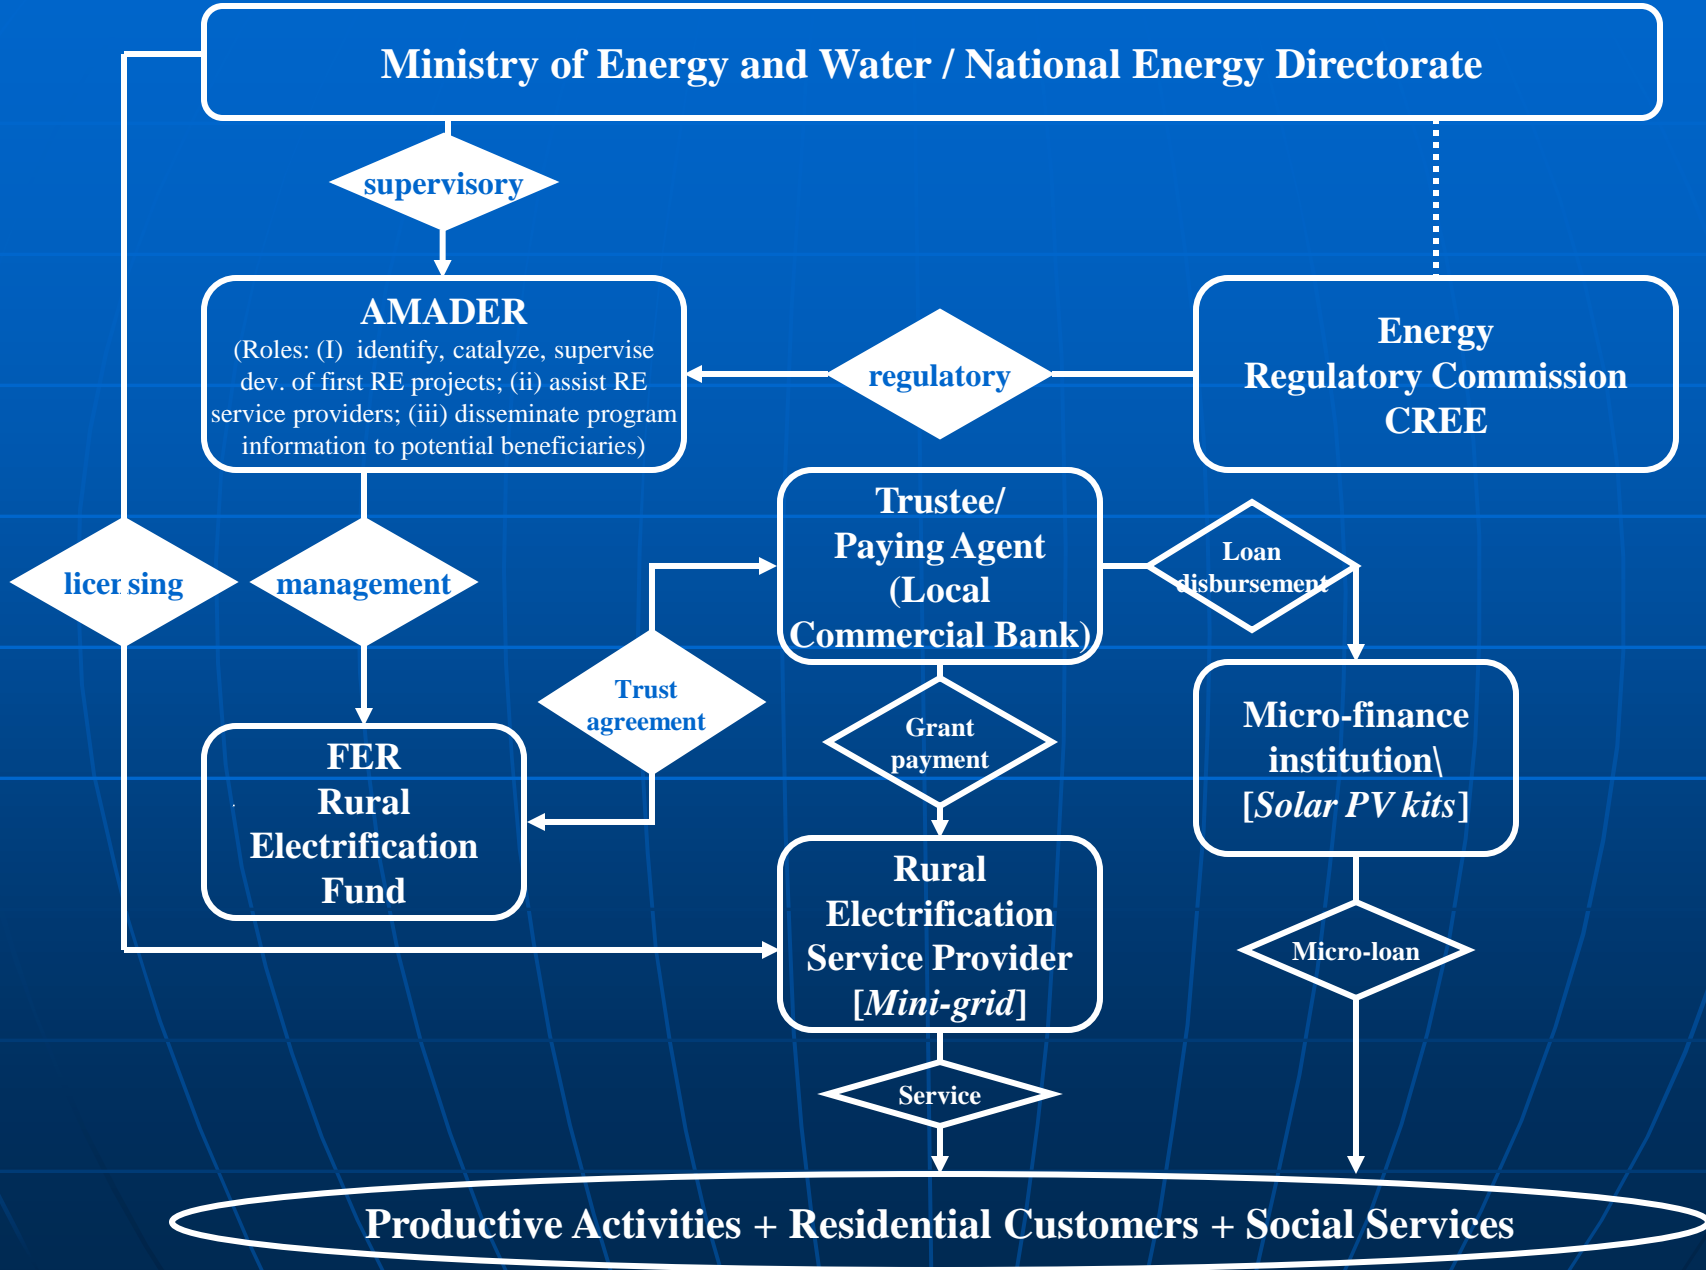 Ministry of Energy and Water / National Energy Directorate
supervisory
AMADER
(Roles: (I) identify, catalyze, supervise
dev. of first RE projects; (ii) assist RE
service providers; (iii) disseminate program
information to potential beneficiaries)
regulatory
Energy
Regulatory Commission
CREE
Trustee/
Paying Agent
(Local
Commercial Bank)
Loan
disbursement
licensing
management
Trust
agreement
Grant
payment
Micro-finance
institution\
[Solar PV kits]
FER
Rural
Electrification
Fund
Rural
Electrification
Service Provider
[Mini-grid]
Micro-loan
Service
Productive Activities + Residential Customers + Social Services